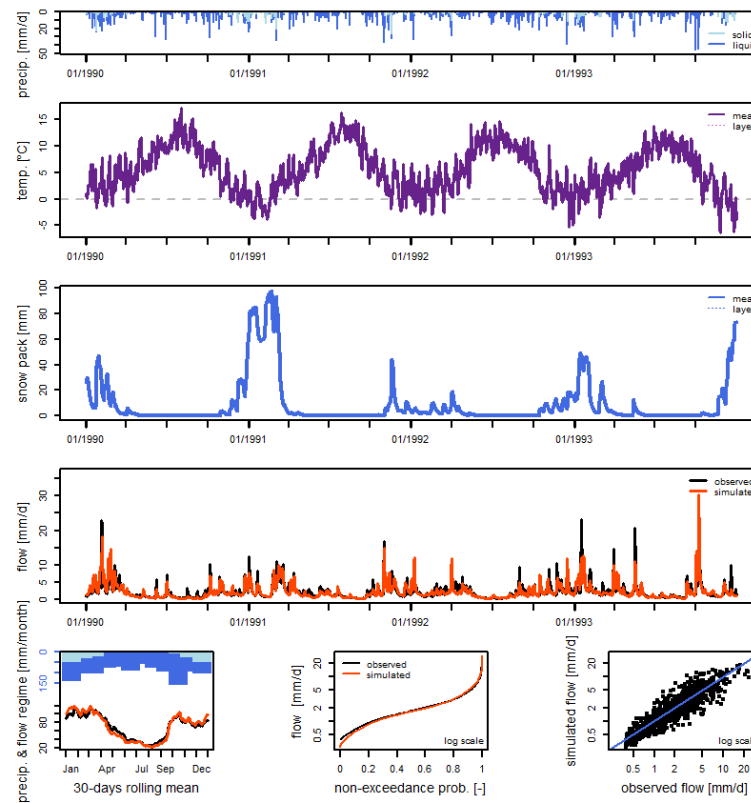 precip. [mm/d]
0
20
50
solid
liquid
01/1990 01/1991 01/1992 01/1993
temp. [°C]
15
10
5
0
-5
mea
laye
01/1990 01/1991 01/1992 01/1993
snow pack [mm]
100
80
60
40
20
0
mea
laye
01/1990 01/1991 01/1992 01/1993
flow [mm/d]
30
20
10
5
0
observed
simulated
01/1990 01/1991 01/1992 01/1993
precip. & flow regime [mm/month]
0
150
80
40
20
Jan Apr Jul Sep Dec
30-days rolling mean
flow [mm/d]
20
5
2
0.5
observed
simulated
log scale
0 0.2 0.4 0.6 0.8 1
non-exceedance prob. [-]
simulated flow [mm/d]
20
5
2
0.5
log scale
0.5 1 2 5 10 20
observed flow [mm/d]